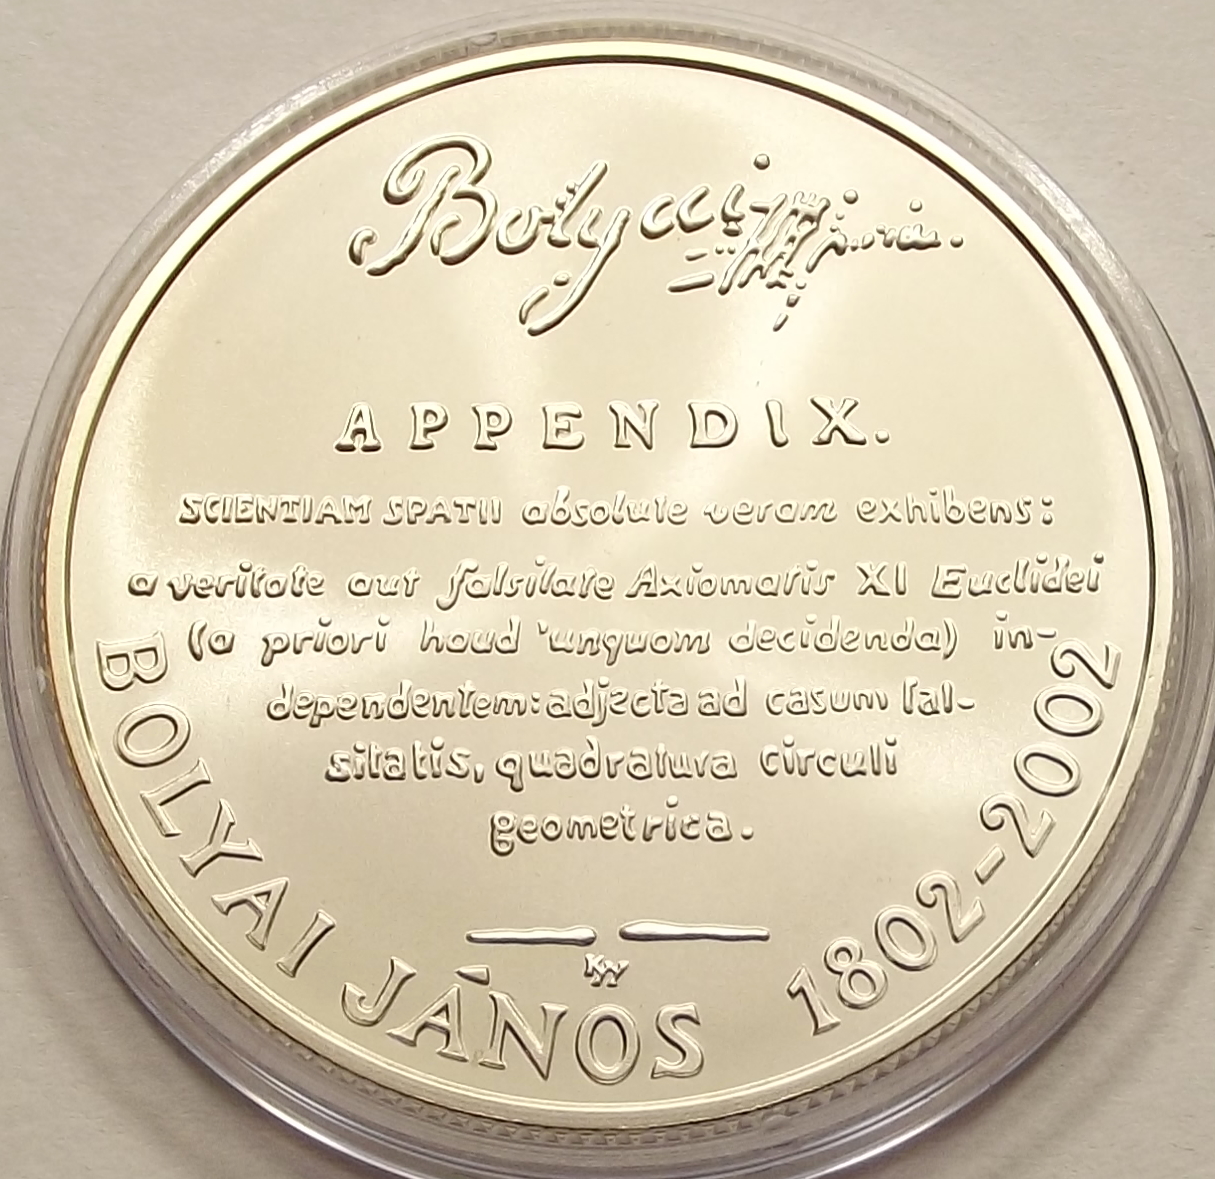 Bolyai
APPENDIX.
SCIENTIAM SPATII absolute veram exhibens:
a veritate aut falsitate Axiomatis XI Euclidei
(a priori haud unquam decidenda) in-
dependentem: adjecta ad casum fal-
sitatis, quadratura circuli
geometrica.
BOLYAI JÁNOS 1802-2002